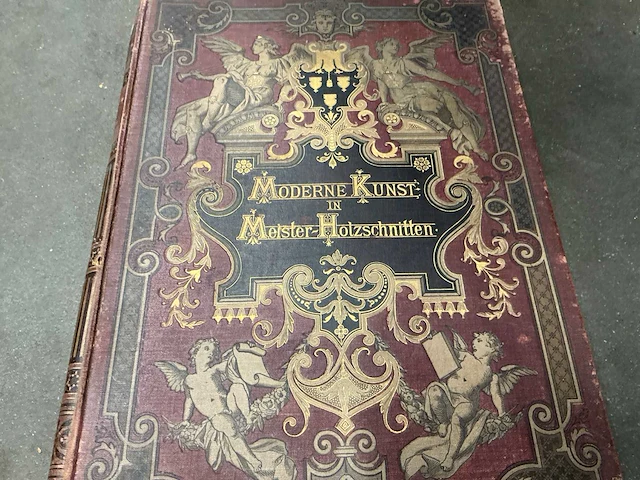 Moderne Kunst
in
Meister-Holzschnitten.